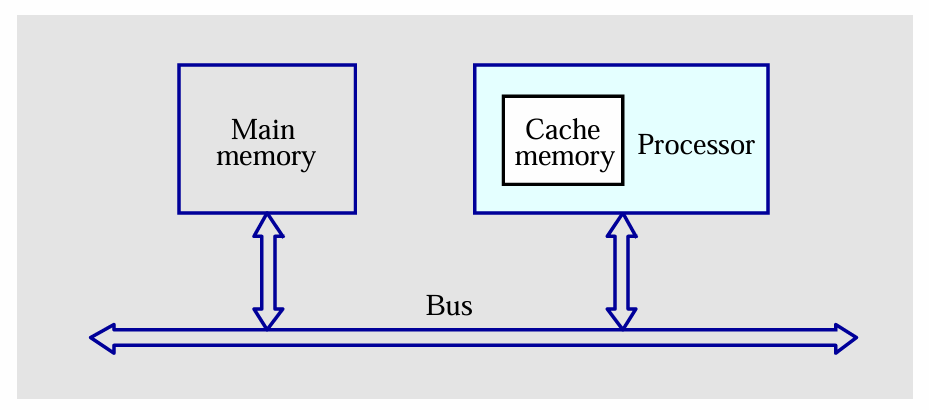 Main
memory
Cache
memory
Processor
Bus